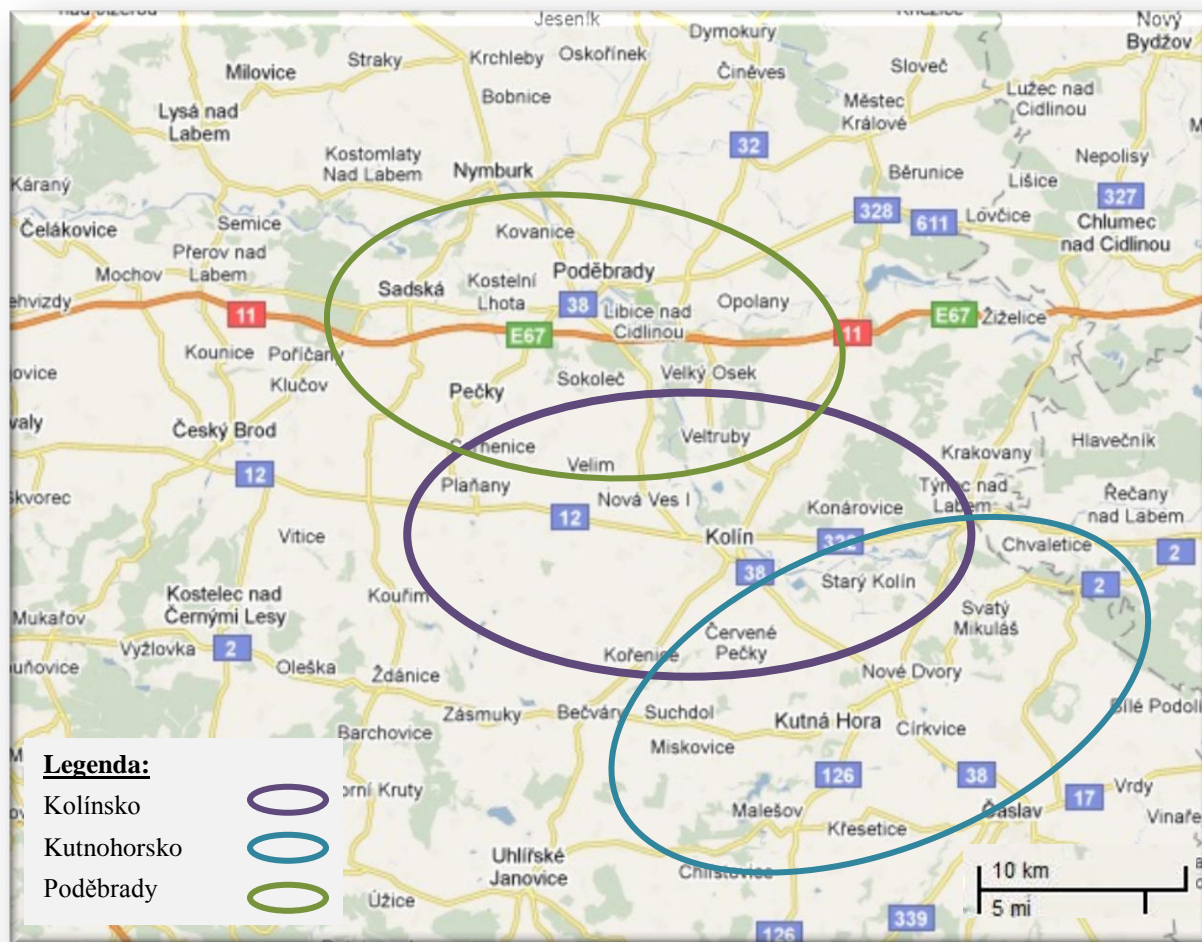 Jeseník
Dymokury
Nový
Bydžov
Straky
Krchleby
Oskořínek
Sloveč
Milovice
Činěves
Bobnice
Lužec nad
Cidlinou
Městec
Králové
Lysá nad
Labem
32
Kostomlaty
Nad Labem
Nymburk
Nepolisy
Běrunice
Lišice
Káraný
327
328
611
Lovčice
Semice
Čelákovice
Kovanice
Chlumec
nad Cidlinou
Přerov nad
Labem
Mochov
Poděbrady
Sadská
Kostelní
Lhota
38
Opolany
Libice nad
Cidlinou
11
E67
11
E67
Žiželice
Kounice
Poříčany
Klučov
Sokoleč
Velký Osek
Pečky
Český Brod
Veltruby
Hlavečník
Velim
Krakovany
12
Plaňany
Nová Ves I
Týnec nad
Labem
Řečany
nad Labem
Konárovice
12
Vitice
Kolín
Chvaletice
2
38
Starý Kolín
2
Kostelec nad
Černými Lesy
Kouřim
Svatý
Mikuláš
Mukařov
Červené
Pečky
Vyžlovka
2
Kořenice
Oleška
Ždánice
Nové Dvory
Zásmuky
Bečváry
Suchdol
Kutná Hora
Církvice
Barchovice
Miskovice
126
38
17
Vrdy
Malešov
Čáslav
Křesetice
Uhlířské
Janovice
Úžice
339
126
Legenda:
Kolínsko
Kutnohorsko
Poděbrady
10 km
5 mi